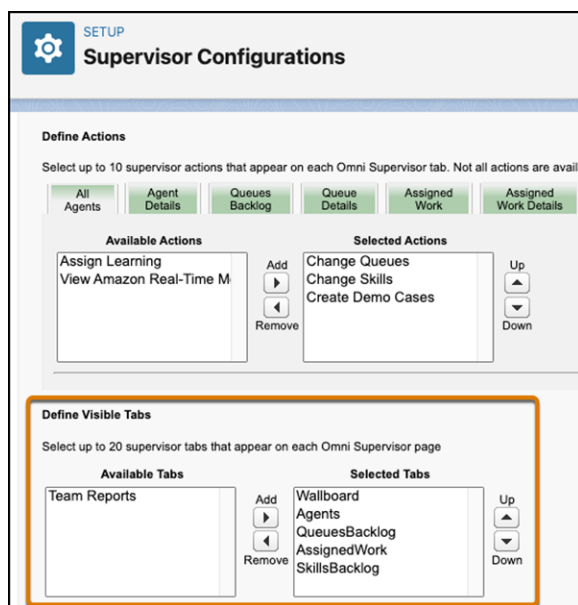 SETUP
Supervisor Configurations
Define Actions
Select up to 10 supervisor actions that appear on each Omni Supervisor tab. Not all actions are avail
All Agents
Agent Details
Queues Backlog
Queue Details
Assigned Work
Assigned Work Details
Available Actions
Assign Learning
View Amazon Real-Time M
Add
Remove
Selected Actions
Change Queues
Change Skills
Create Demo Cases
Up
Down
Define Visible Tabs
Select up to 20 supervisor tabs that appear on each Omni Supervisor page
Available Tabs
Team Reports
Add
Remove
Selected Tabs
Wallboard
Agents
QueuesBacklog
AssignedWork
SkillsBacklog
Up
Down